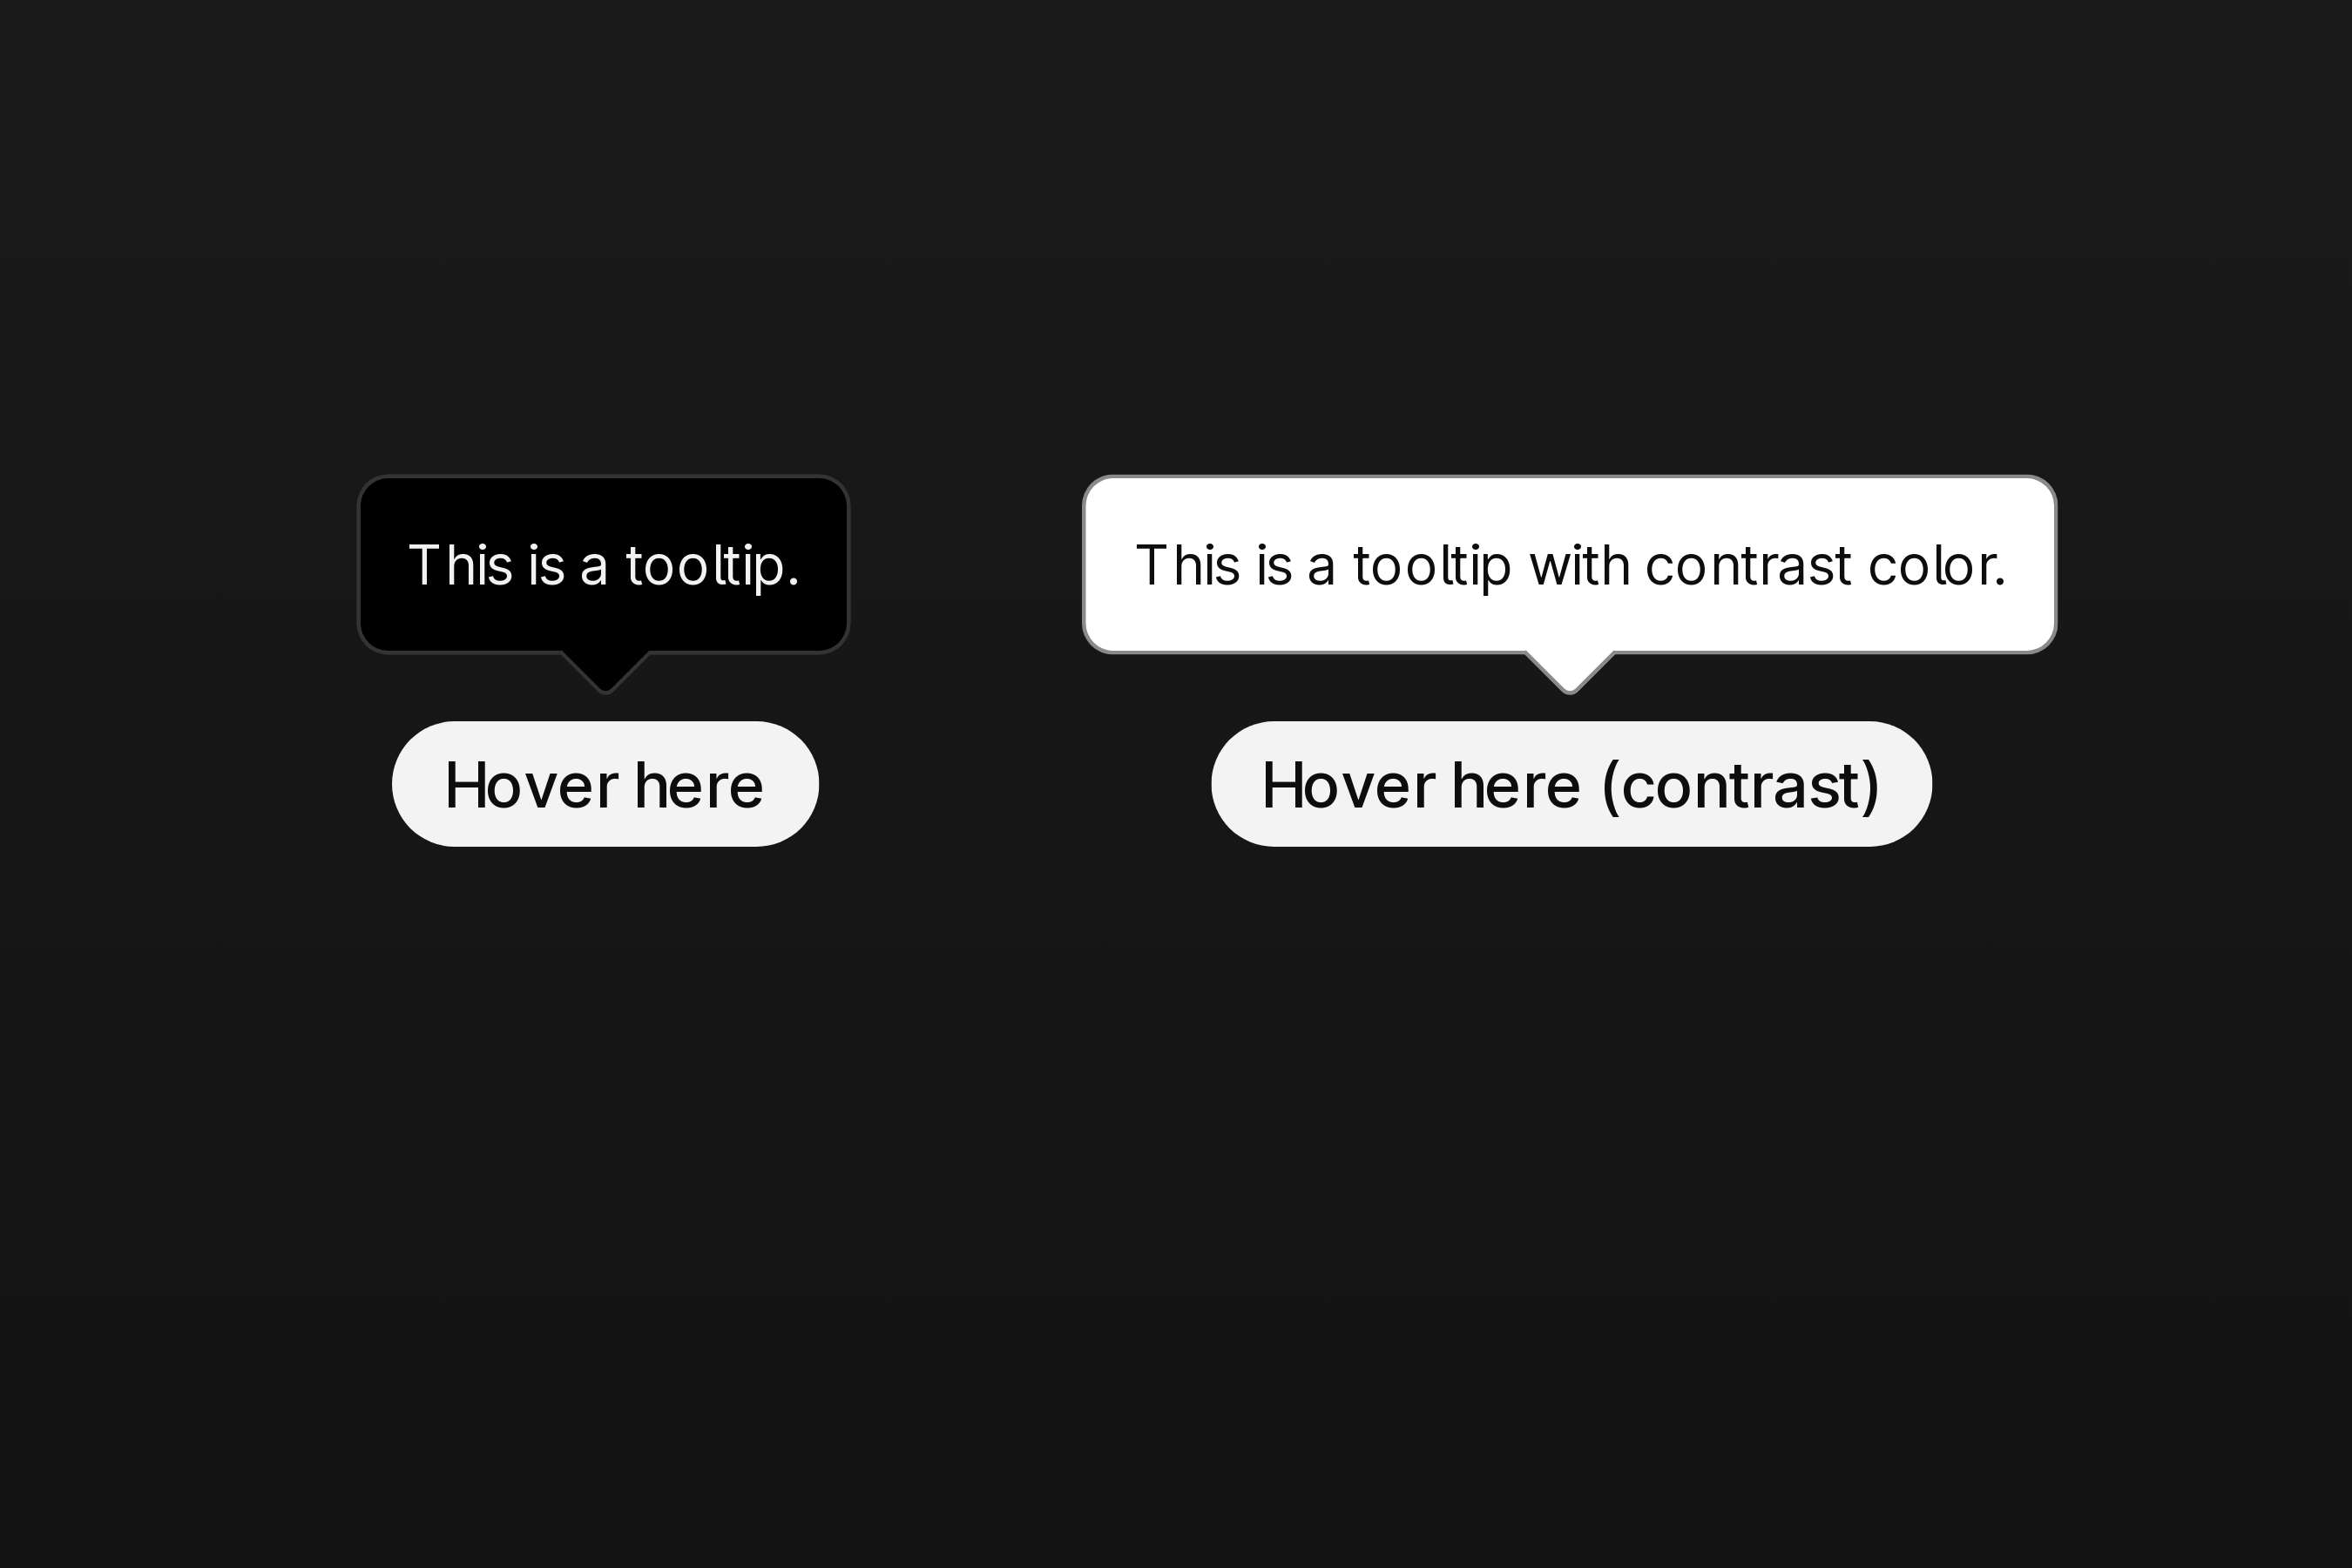 This is a tooltip.
Hover here
This is a tooltip with contrast color.
Hover here (contrast)